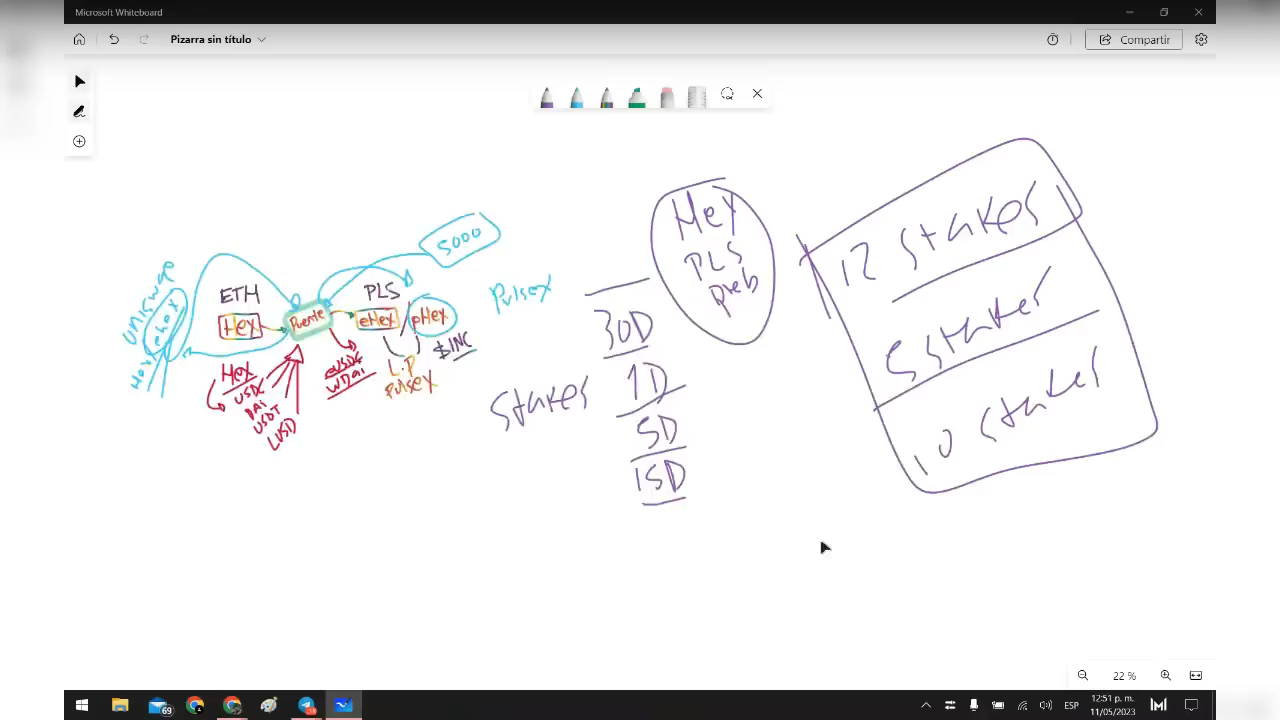 Microsoft Whiteboard
Pizarra sin título
Compartir
5000
uniswap
ehex
ETH
Hex
Puente
PLS
eHex
pHex
$INC
L.P
Pulsex
eUSDC
WDai
Hex
USDC
DAI
USDT
LUSD
Pulsex
Stakes
30D
1D
5D
15D
Hex
PLS
12 stakes
5 stakes
10 stakes
22 %
69
ESP
12:51 p. m.
11/05/2023